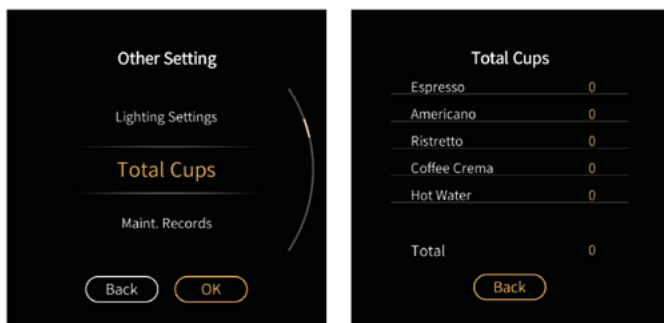 Other Setting
Lighting Settings
Total Cups
Maint. Records
Back
OK
Total Cups
Espresso 0
Americano 0
Ristretto 0
Coffee Crema 0
Hot Water 0
Total 0
Back